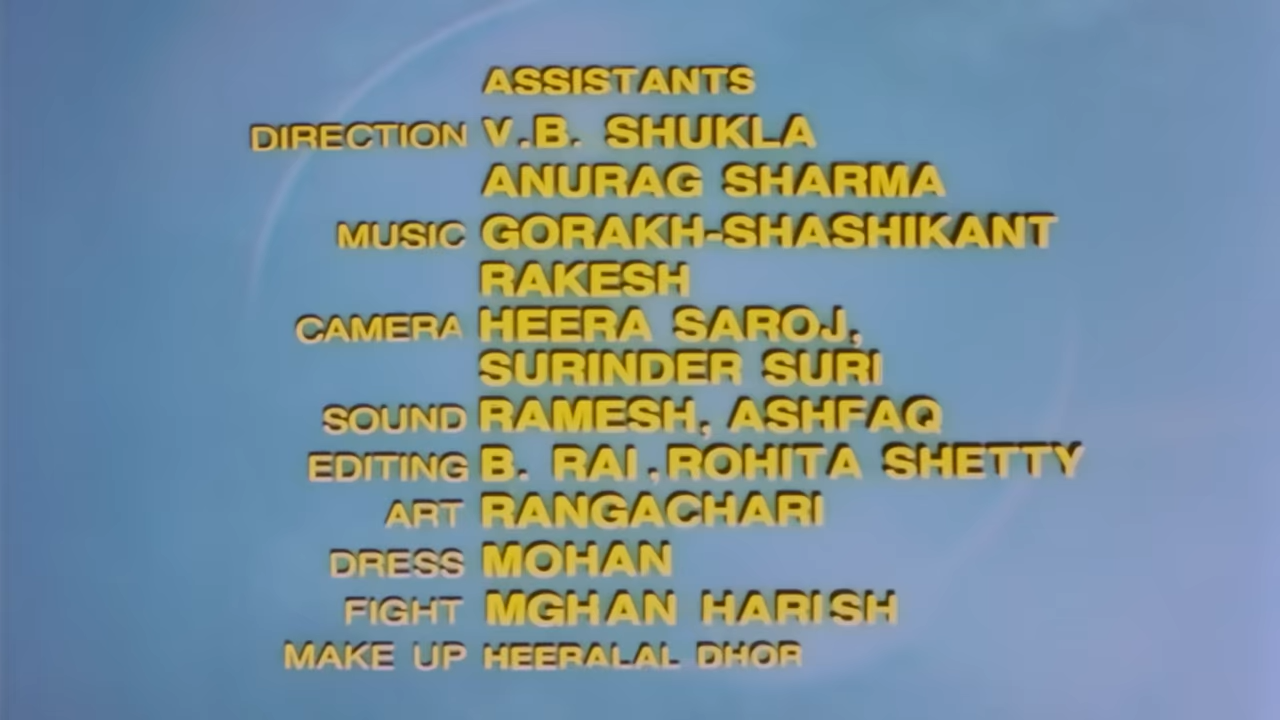 ASSISTANTS
DIRECTION V.B. SHUKLA
ANURAG SHARMA
MUSIC GORAKH-SHASHIKANT
RAKESH
CAMERA HEERA SAROJ,
SURINDER SURI
SOUND RAMESH, ASHFAQ
EDITING B. RAI, ROHITA SHETTY
ART RANGACHARI
DRESS MOHAN
FIGHT MGHAN HARISH
MAKE UP HEERALAL DHOR